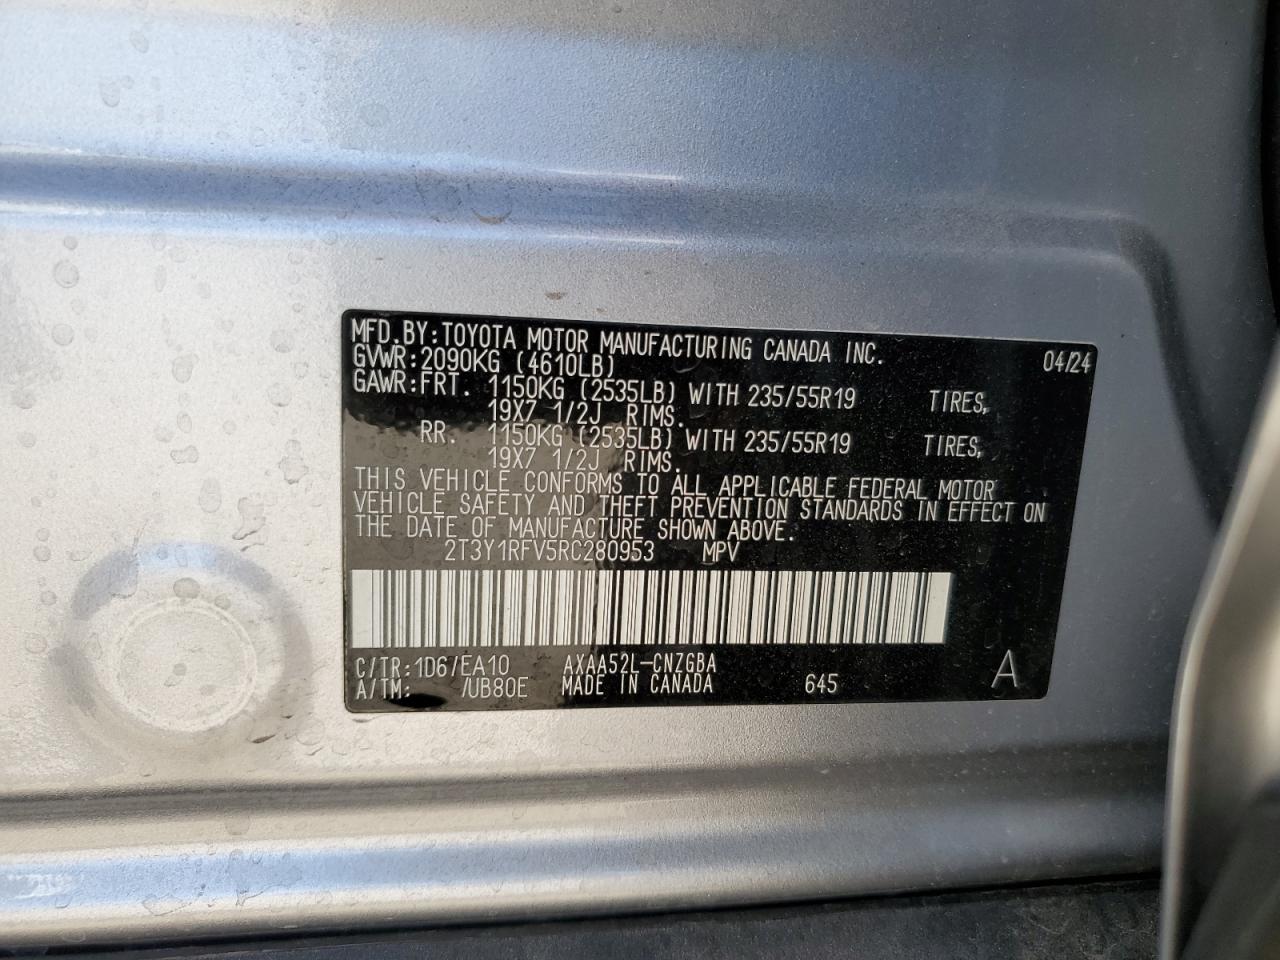 MFD.BY:TOYOTA MOTOR MANUFACTURING CANADA INC. 04/24
GVWR:2090KG (4610LB)
GAWR:FRT. 1150KG (2535LB) WITH 235/55R19 TIRES,
19X7 1/2J RIMS.
RR. 1150KG (2535LB) WITH 235/55R19 TIRES,
19X7 1/2J RIMS.
THIS VEHICLE CONFORMS TO ALL APPLICABLE FEDERAL MOTOR
VEHICLE SAFETY AND THEFT PREVENTION STANDARDS IN EFFECT ON
THE DATE OF MANUFACTURE SHOWN ABOVE.
2T3Y1RFV5RC280953 MPV
C/TR:1D6/EA10 AXAA52L-CNZGBA
A/TM: /UB80E MADE IN CANADA 645 A